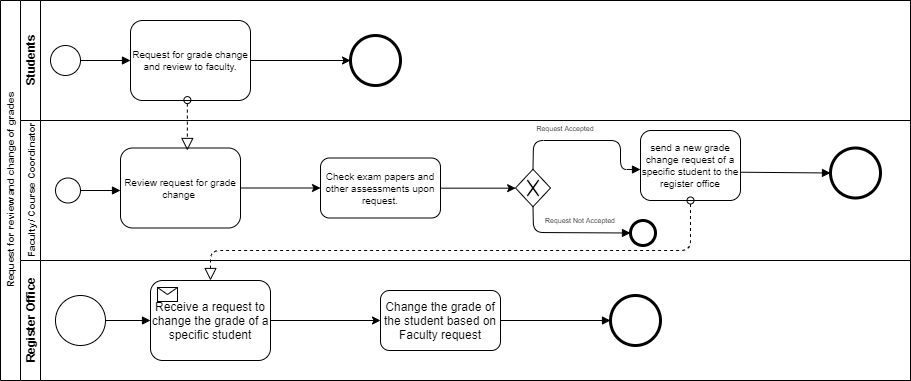 Request for review and change of grades
Students
Request for grade change
and review to faculty.
Faculty/ Course Coordinator
Review request for grade
change
Check exam papers and
other assessments upon
request.
X
Request Accepted
Request Not Accepted
send a new grade
change request of a
specific student to the
register office
Register Office
Receive a request to
change the grade of a
specific student
Change the grade of
the student based on
Faculty request